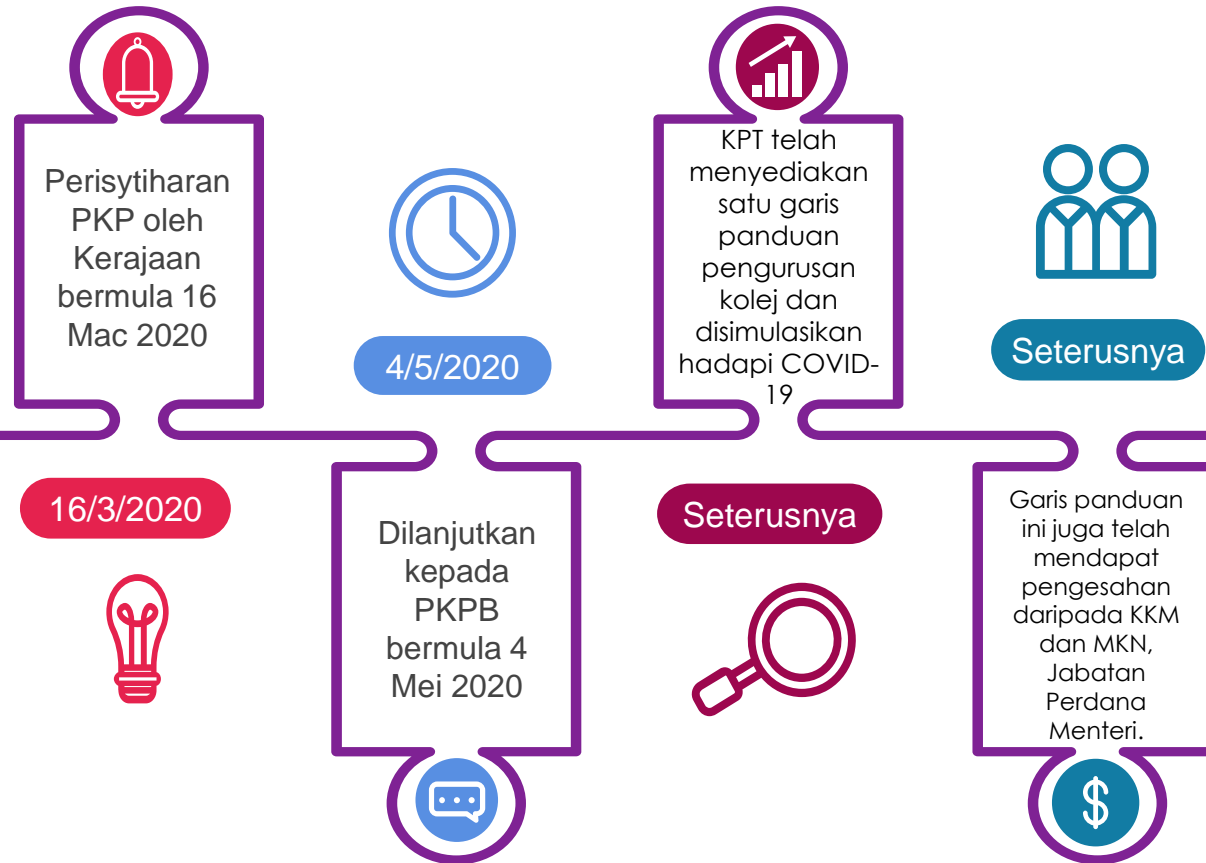 Perisytiharan
PKP oleh
Kerajaan
bermula 16
Mac 2020
16/3/2020
4/5/2020
Dilanjutkan
kepada
PKPB
bermula 4
Mei 2020
KPT telah
menyediakan
satu garis
panduan
pengurusan
kolej dan
disimulasikan
hadapi COVID-
19
Seterusnya
Seterusnya
Garis panduan
ini juga telah
mendapat
pengesahan
daripada KKM
dan MKN,
Jabatan
Perdana
Menteri.
$